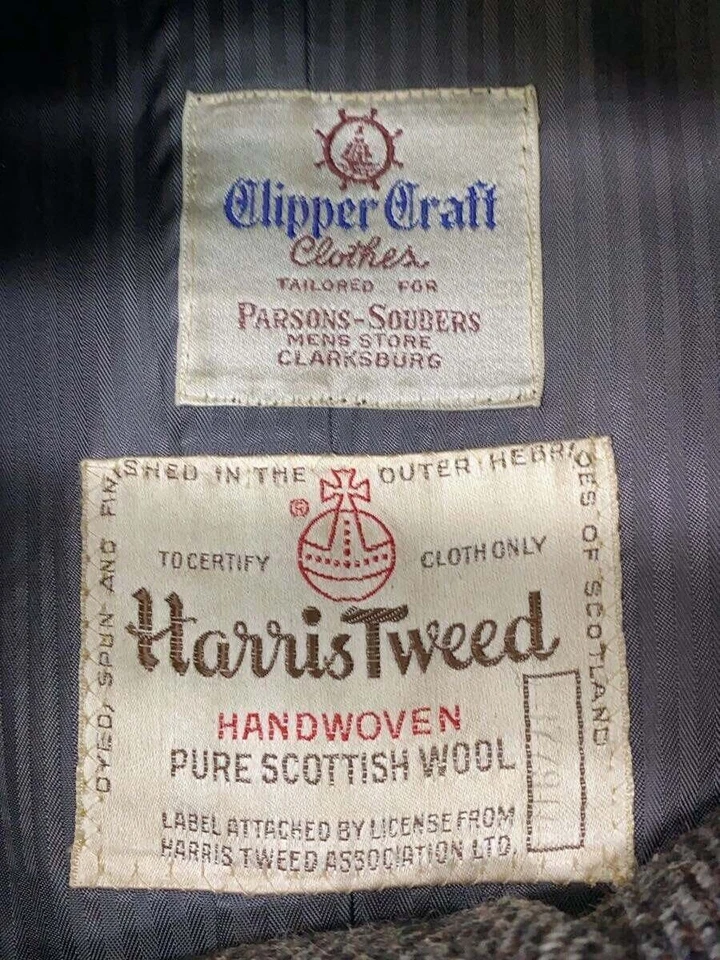 Clipper Craft
Clothes
TAILORED FOR
PARSONS-SOUDERS
MENS STORE
CLARKSBURG
DYED, SPUN AND FINISHED IN THE OUTER HEBRIDES OF SCOTLAND
®
TO CERTIFY CLOTH ONLY
Harris Tweed
HANDWOVEN
PURE SCOTTISH WOOL
LABEL ATTACHED BY LICENSE FROM
HARRIS TWEED ASSOCIATION LTD.